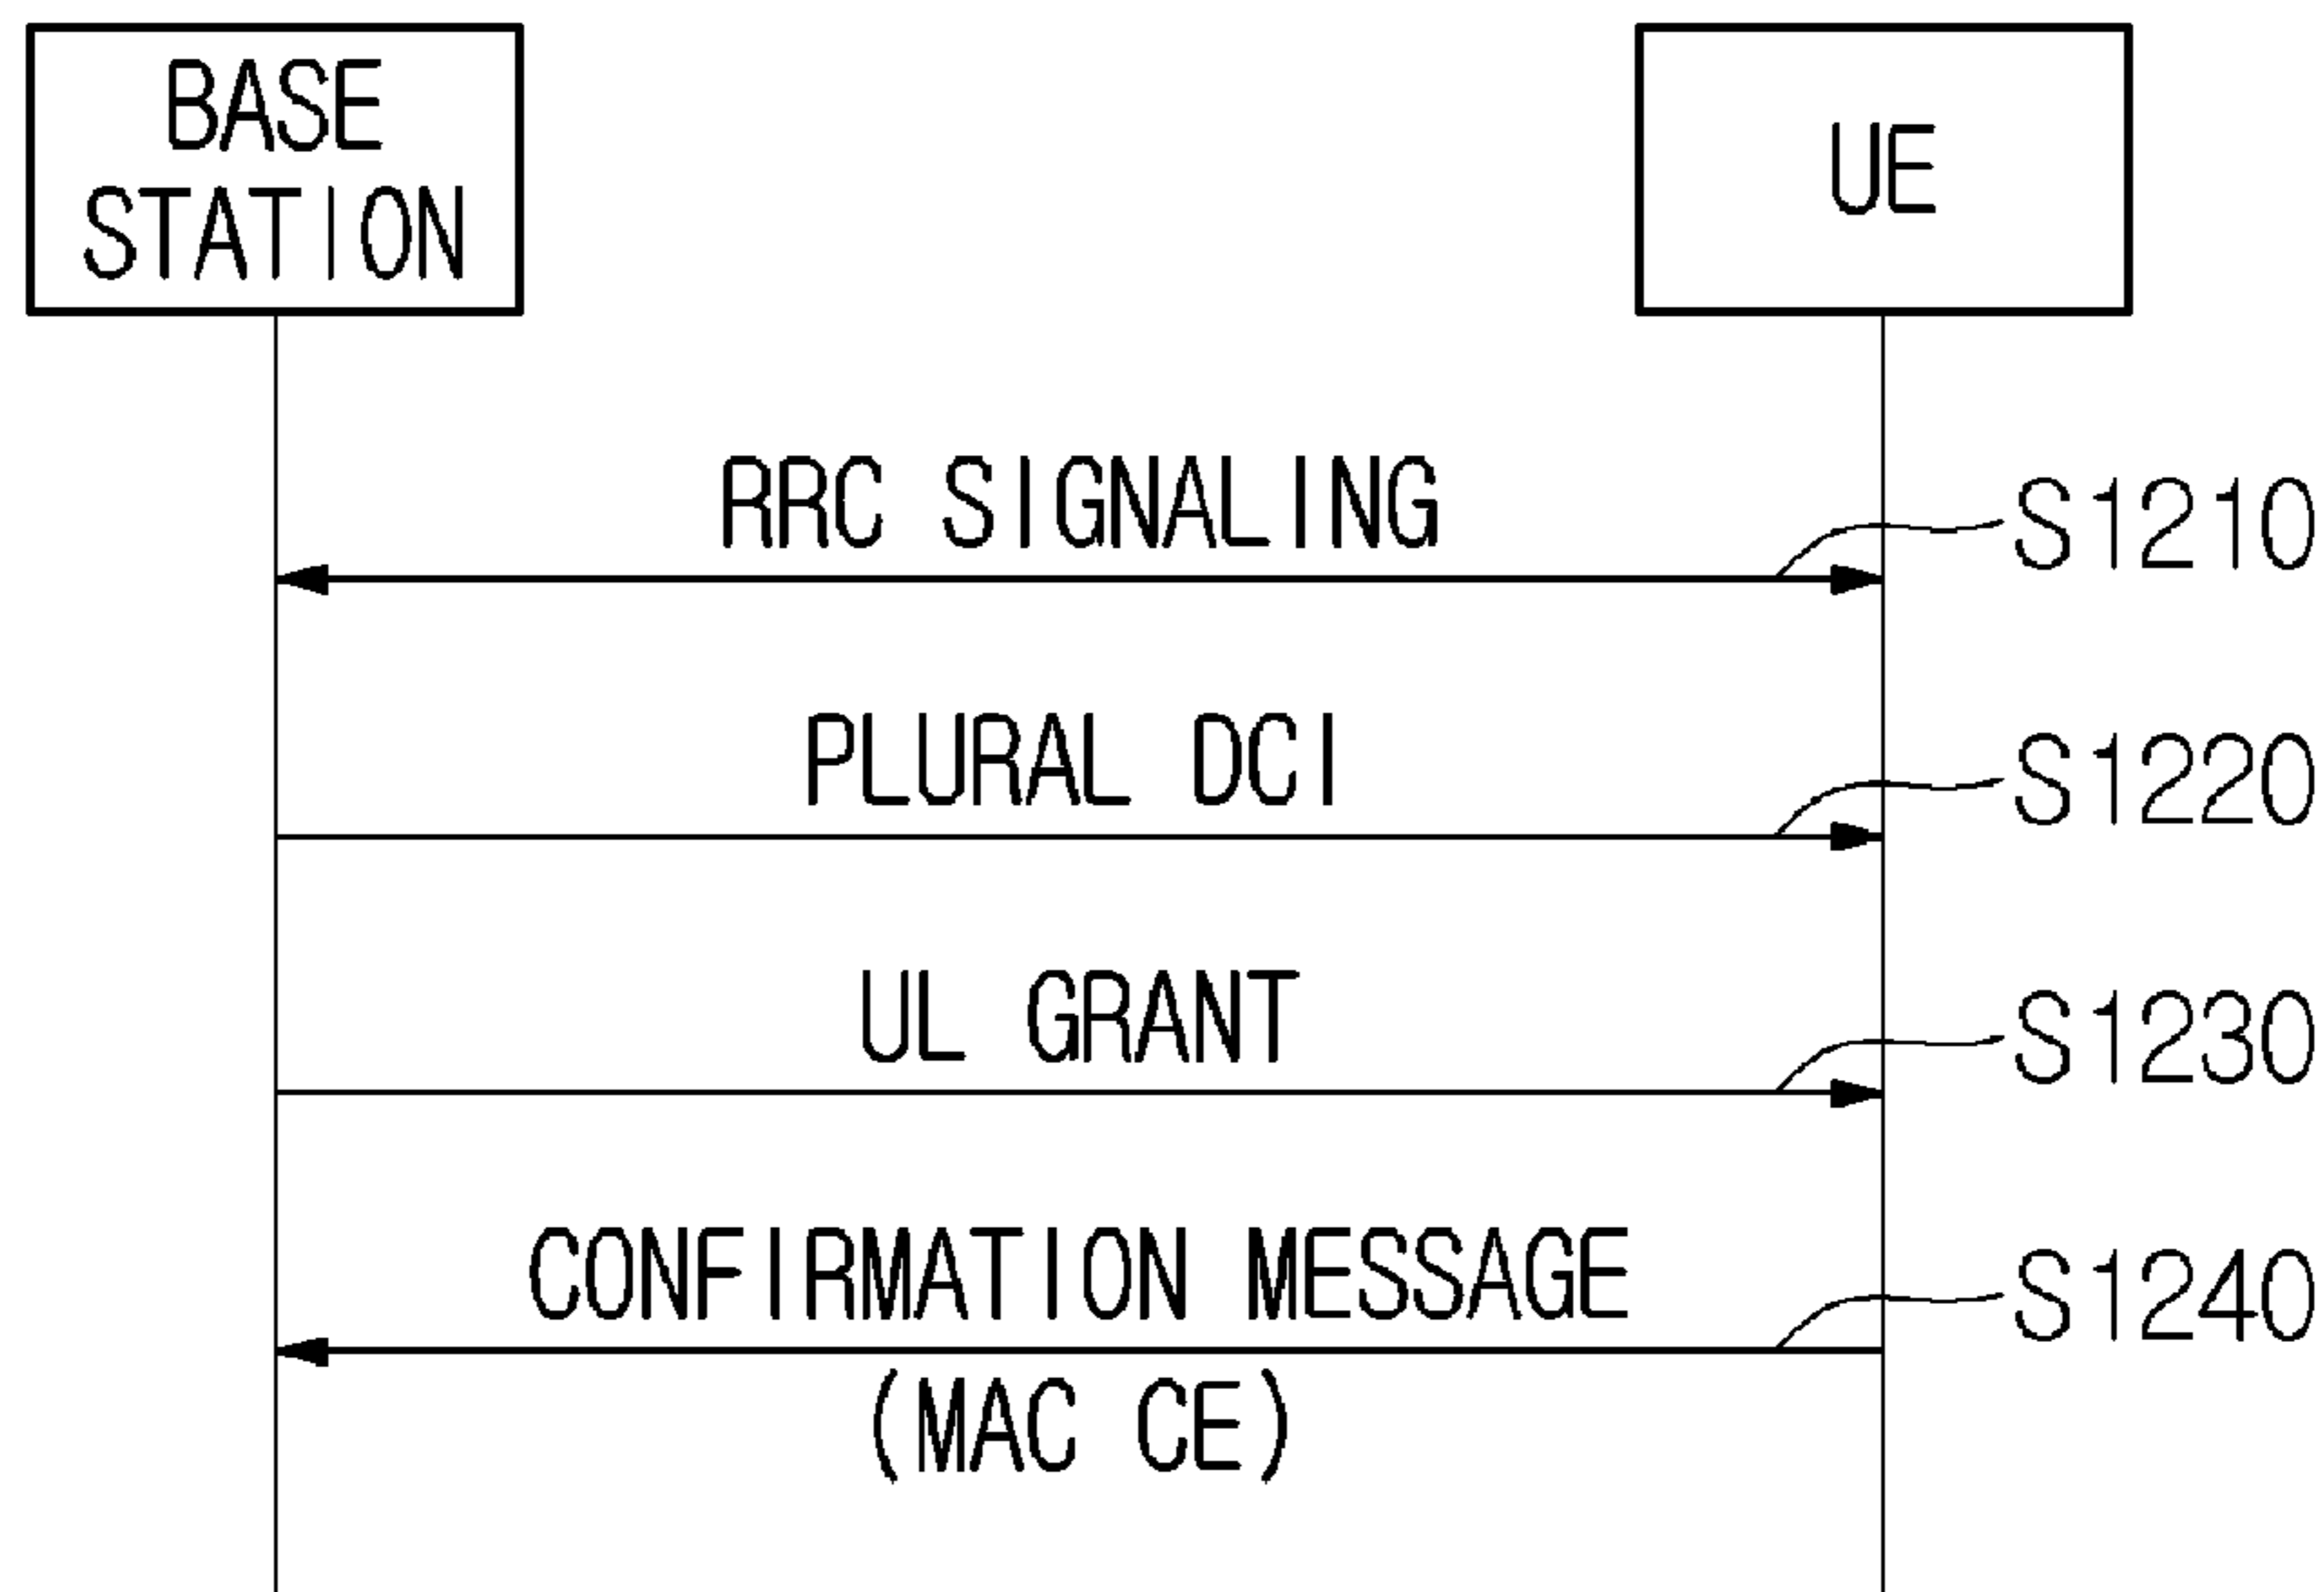 BASE
STATION
UE
RRC SIGNALING
S1210
PLURAL DCI
S1220
UL GRANT
S1230
CONFIRMATION MESSAGE
S1240
(MAC CE)